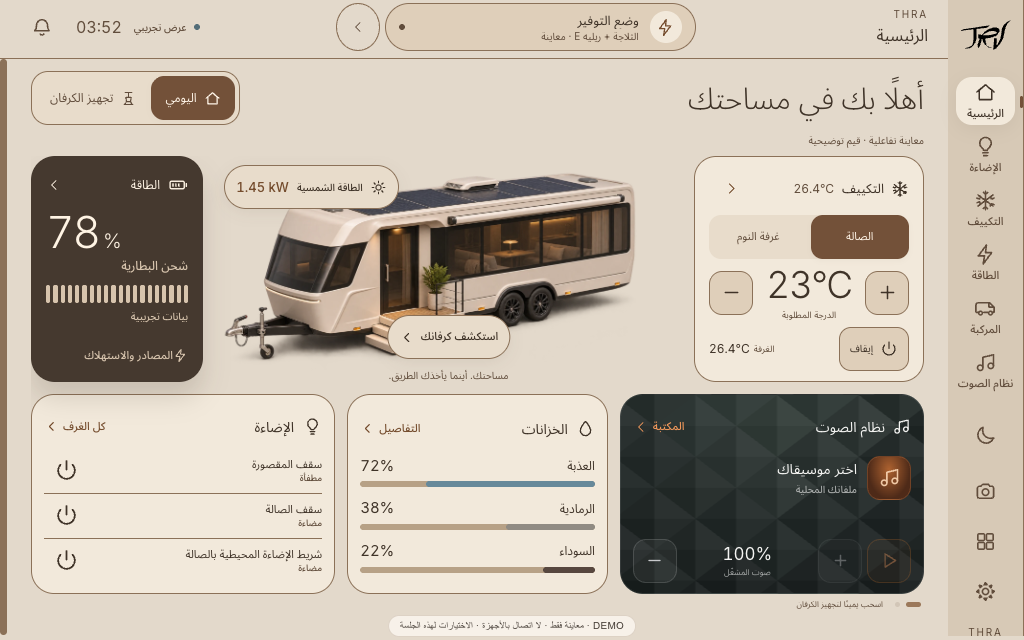 THRA
الرئيسية
وضع التوفير
الثلاجة + ريليه E · معاينة
عرض تجريبي
03:52
الرئيسية
الإضاءة
التكييف
الطاقة
المركبة
نظام الصوت
THRA
أهلًا بك في مساحتك
معاينة تفاعلية · قيم توضيحية
اليومي
تجهيز الكرفان
التكييف
26.4°C
الصالة
غرفة النوم
+
23°C
−
الدرجة المطلوبة
إيقاف
الغرفة 26.4°C
الطاقة الشمسية
1.45 kW
استكشف كرفانك
مساحتك. أينما يأخذك الطريق.
الطاقة
78%
شحن البطارية
بيانات تجريبية
المصادر والاستهلاك
نظام الصوت
المكتبة
اختر موسيقاك
ملفاتك المحلية
+
100%
−
صوت المشغّل
الخزانات
التفاصيل
العذبة
72%
الرمادية
38%
السوداء
22%
الإضاءة
كل الغرف
سقف المقصورة
مطفأة
سقف الصالة
مضاءة
شريط الإضاءة المحيطية بالصالة
مضاءة
اسحب يمينًا لتجهيز الكرفان
DEMO · معاينة فقط · لا اتصال بالأجهزة · الاختيارات لهذه الجلسة